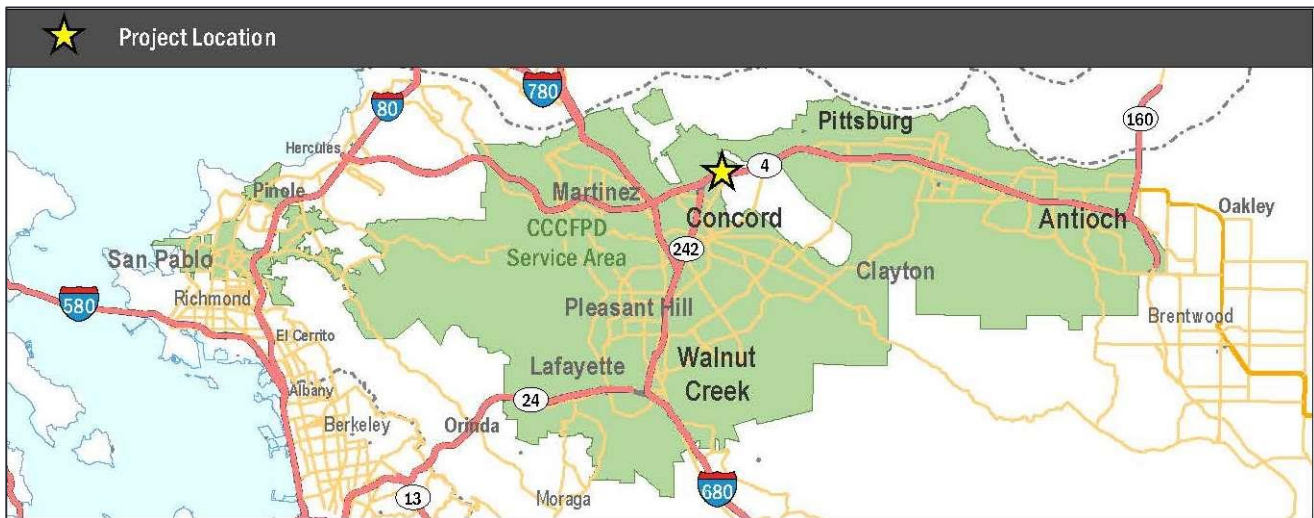 Project Location
80
780
160
Pittsburg
Hercules
4
Pinole
Martinez
Oakley
Concord
Antioch
CCCFPD
Service Area
242
San Pablo
Clayton
Richmond
580
Pleasant Hill
Brentwood
El Cerrito
Walnut
Creek
Lafayette
Albany
24
Berkeley
Orinda
680
Moraga
13